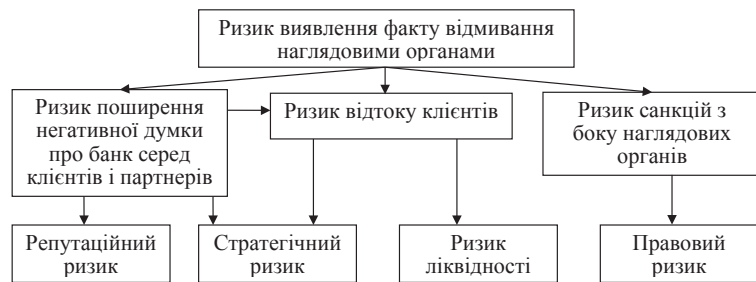 Ризик виявлення факту відмивання
наглядовими органами
Ризик поширення
негативної думки
про банк серед
клієнтів і партнерів
Ризик відтоку клієнтів
Ризик санкцій з
боку наглядових
органів
Репутаційний
ризик
Стратегічний
ризик
Ризик
ліквідності
Правовий
ризик